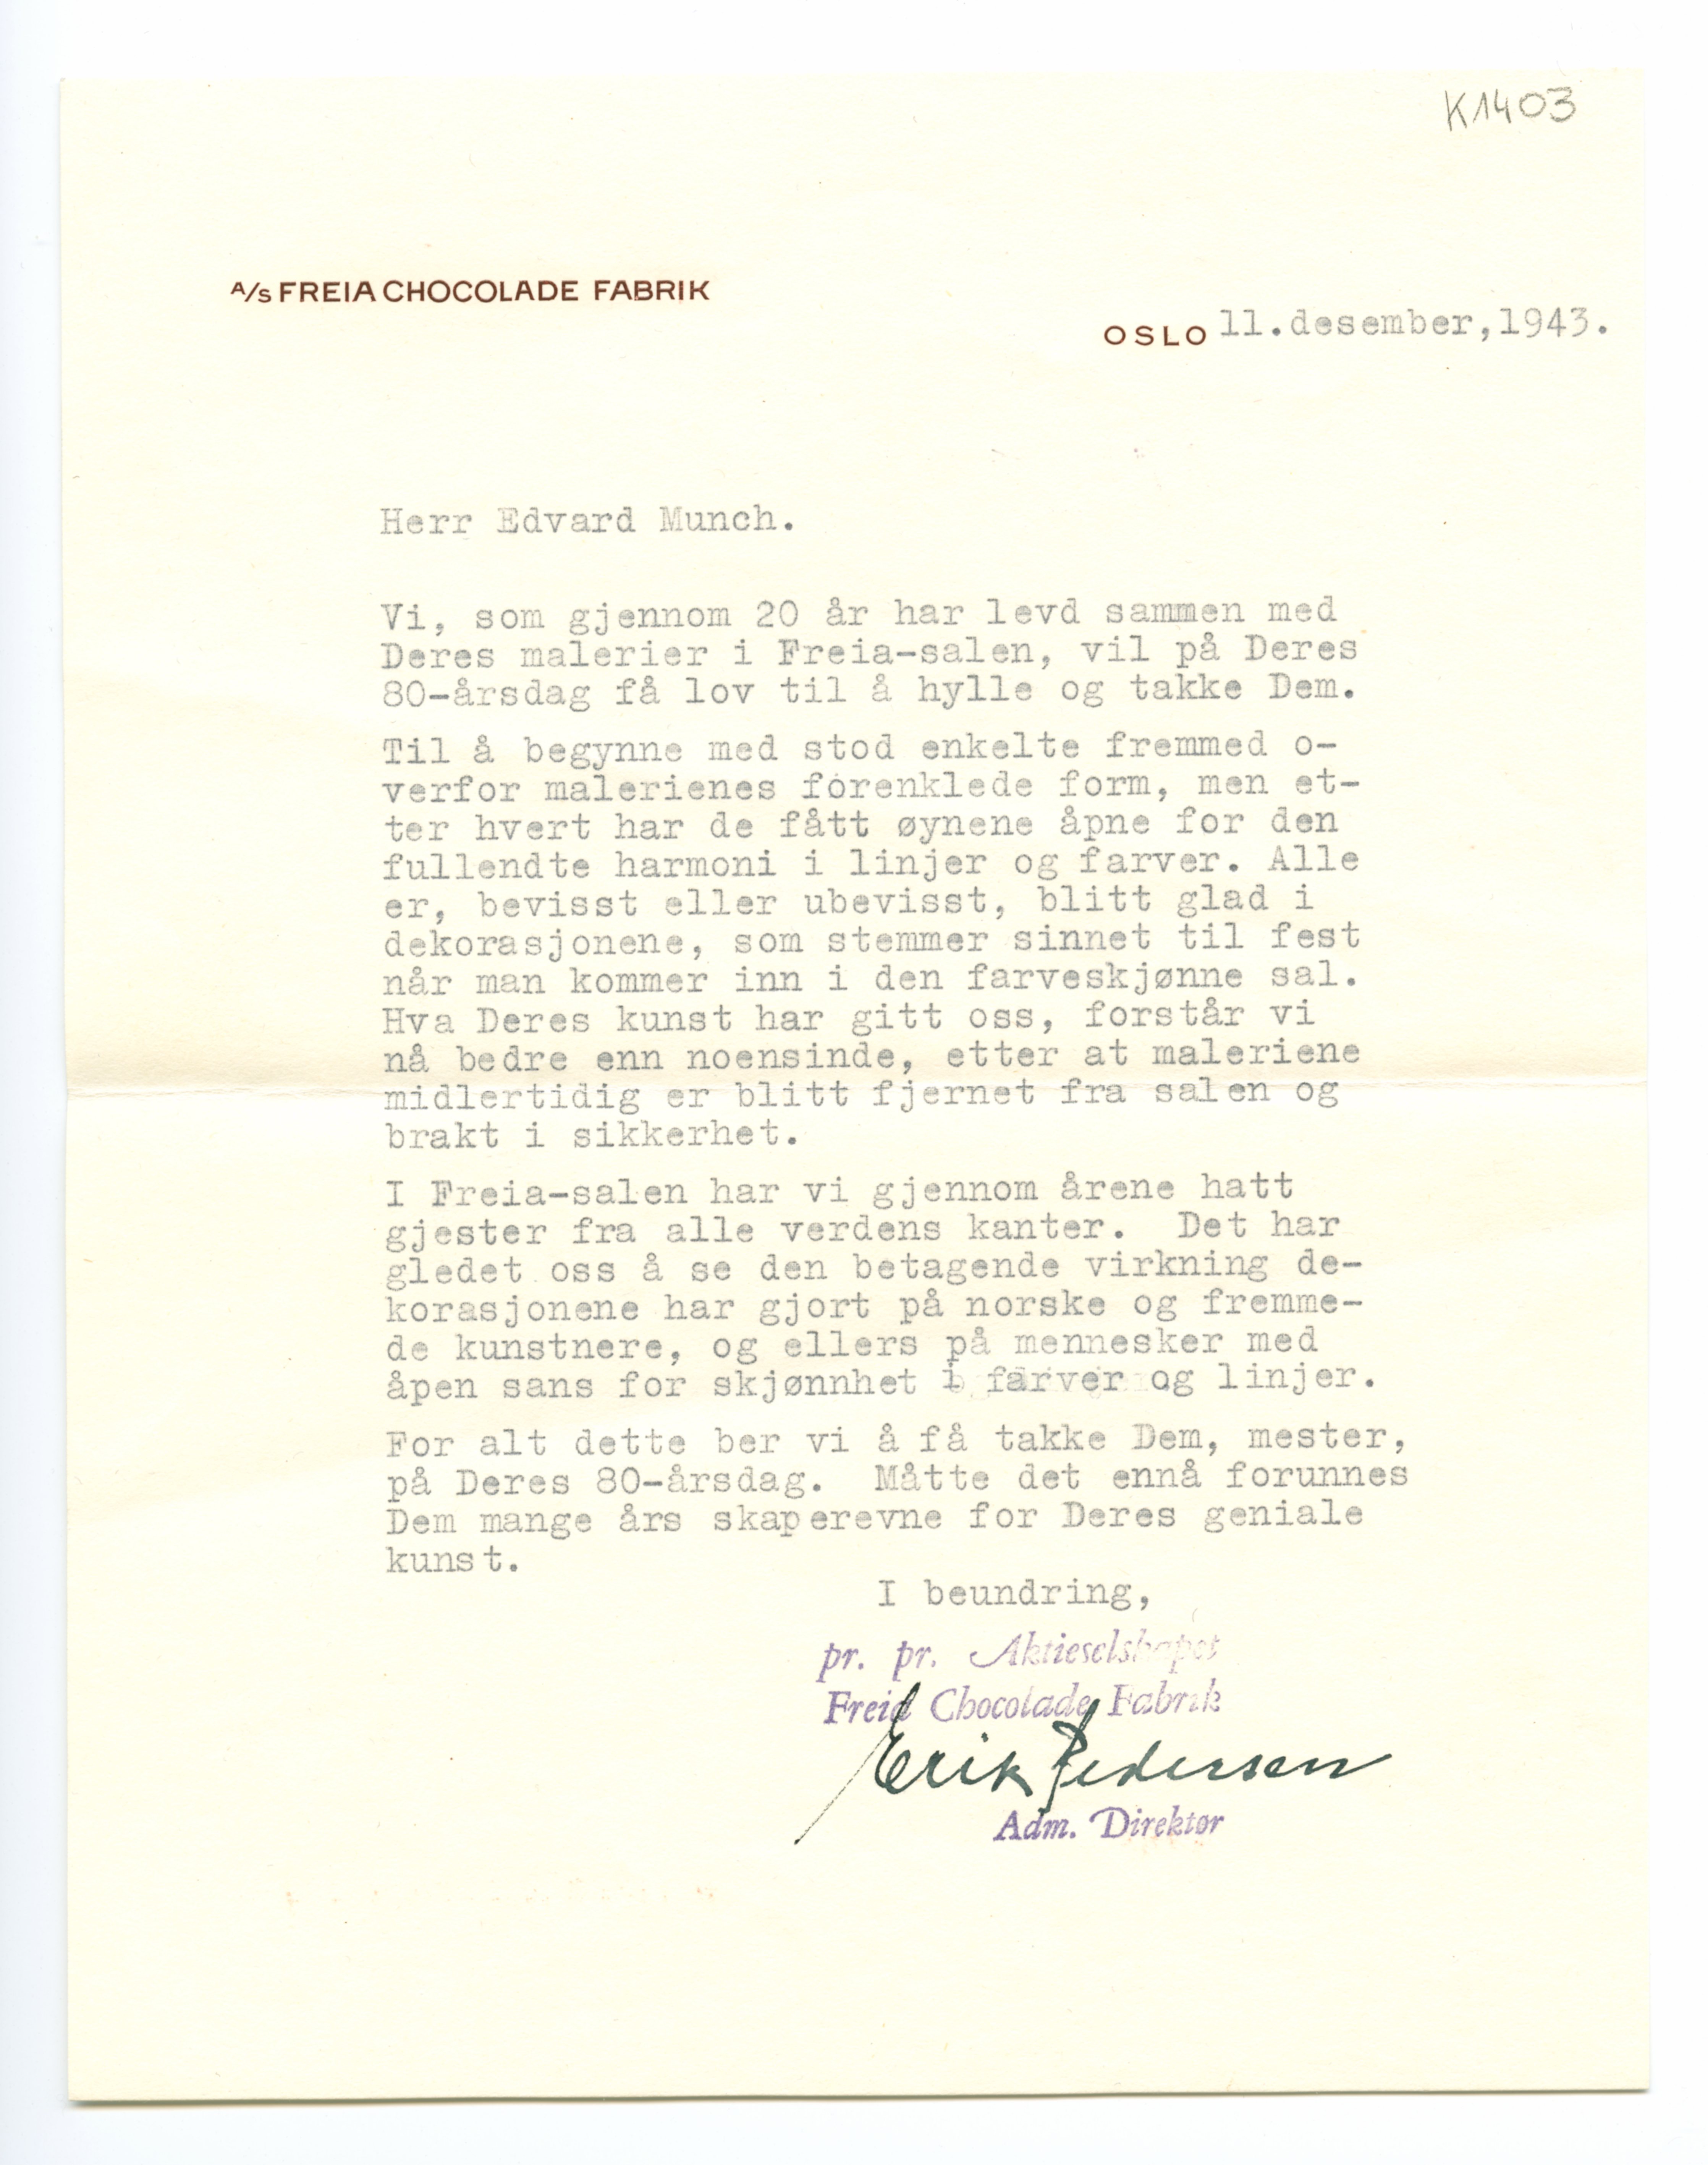 K1403
A/S FREIA CHOCOLADE FABRIK
OSLO 11.desember,1943.
Herr Edvard Munch.
Vi, som gjennom 20 år har levd sammen med
Deres malerier i Freia-salen, vil på Deres
80-årsdag få lov til å hylle og takke Dem.
Til å begynne med stod enkelte fremmed o-
verfor malerienes forenklede form, men et-
ter hvert har de fått øynene åpne for den
fullendte harmoni i linjer og farver. Alle
er, bevisst eller ubevisst, blitt glad i
dekorasjonene, som stemmer sinnet til fest
når man kommer inn i den farveskjønne sal.
Hva Deres kunst har gitt oss, forstår vi
nå bedre enn noensinde, etter at maleriene
midlertidig er blitt fjernet fra salen og
brakt i sikkerhet.
I Freia-salen har vi gjennom årene hatt
gjester fra alle verdens kanter. Det har
gledet oss å se den betagende virkning de-
korasjonene har gjort på norske og fremme-
de kunstnere, og ellers på mennesker med
åpen sans for skjønnhet i farver og linjer.
For alt dette ber vi å få takke Dem, mester,
på Deres 80-årsdag. Måtte det ennå forunnes
Dem mange års skaperevne for Deres geniale
kunst.
I beundring,
pr. pr. Aktieselskapet
Freia Chocolade Fabrik
Erik Pedersen
Adm. Direktør